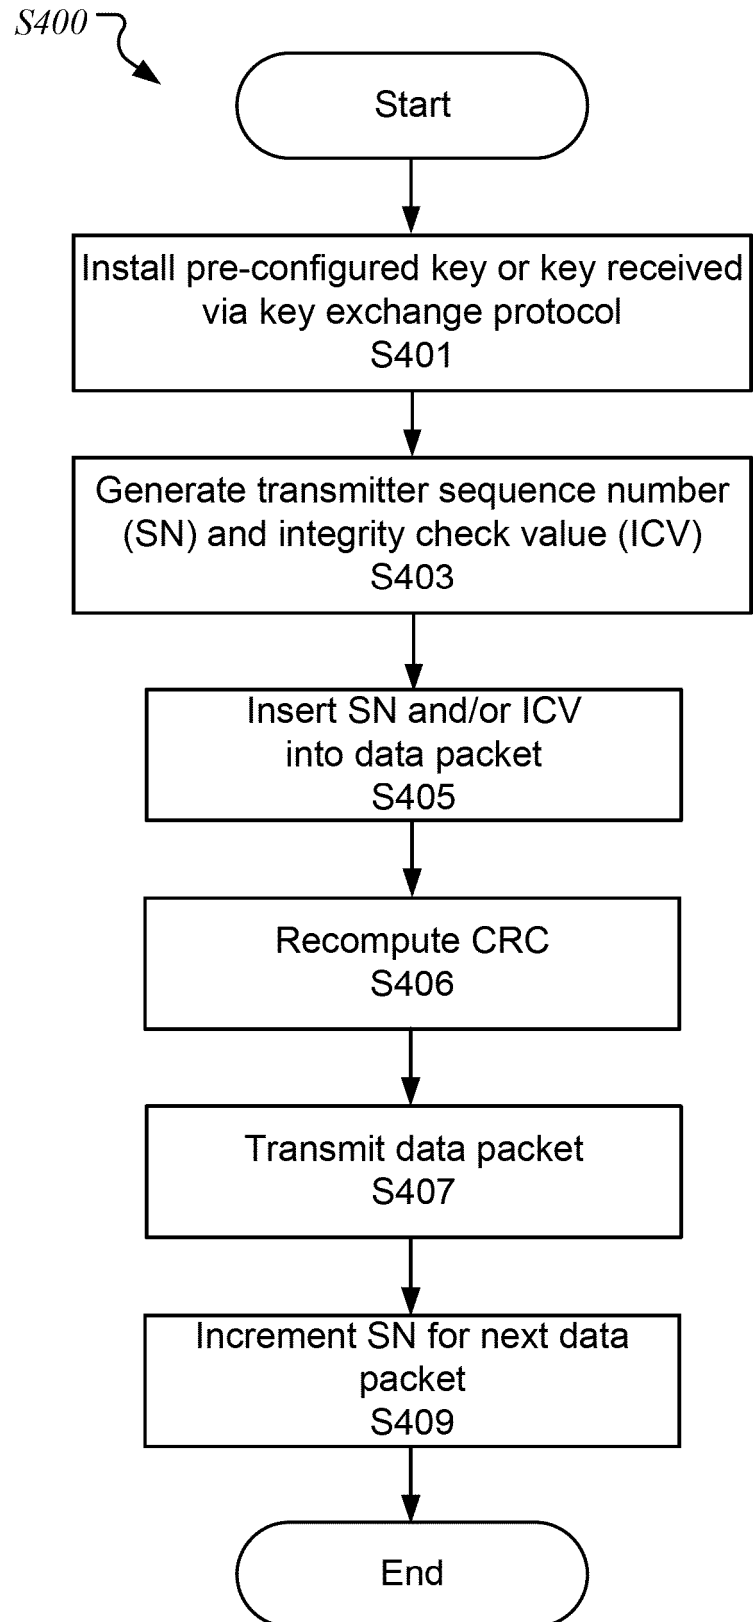 S400
Start
Install pre-configured key or key received
via key exchange protocol
S401
Generate transmitter sequence number
(SN) and integrity check value (ICV)
S403
Insert SN and/or ICV
into data packet
S405
Recompute CRC
S406
Transmit data packet
S407
Increment SN for next data
packet
S409
End